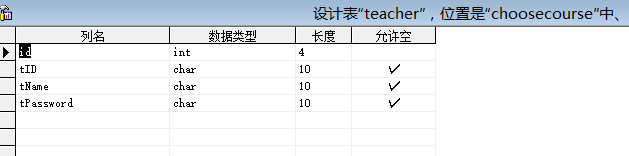 设计表“teacher”，位置是“choosecourse”中、
列名 数据类型 长度 允许空
id int 4
tID char 10 ✓
tName char 10 ✓
tPassword char 10 ✓